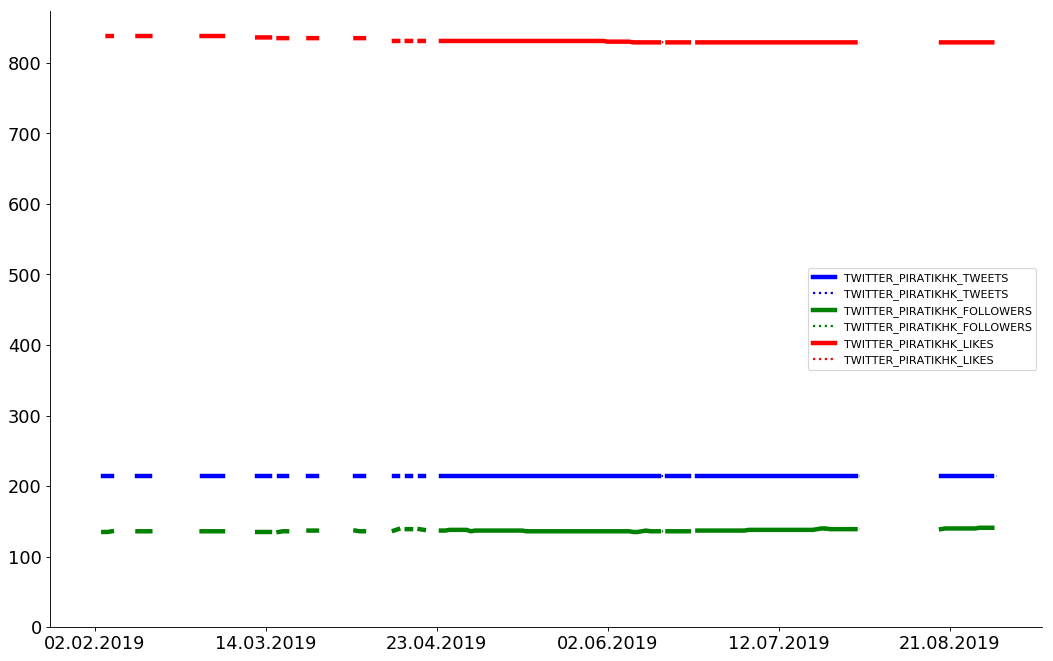 800
700
600
500
400
300
200
100
0
02.02.2019 14.03.2019 23.04.2019 02.06.2019 12.07.2019 21.08.2019
TWITTER_PIRATIKHK_TWEETS
TWITTER_PIRATIKHK_TWEETS
TWITTER_PIRATIKHK_FOLLOWERS
TWITTER_PIRATIKHK_FOLLOWERS
TWITTER_PIRATIKHK_LIKES
TWITTER_PIRATIKHK_LIKES